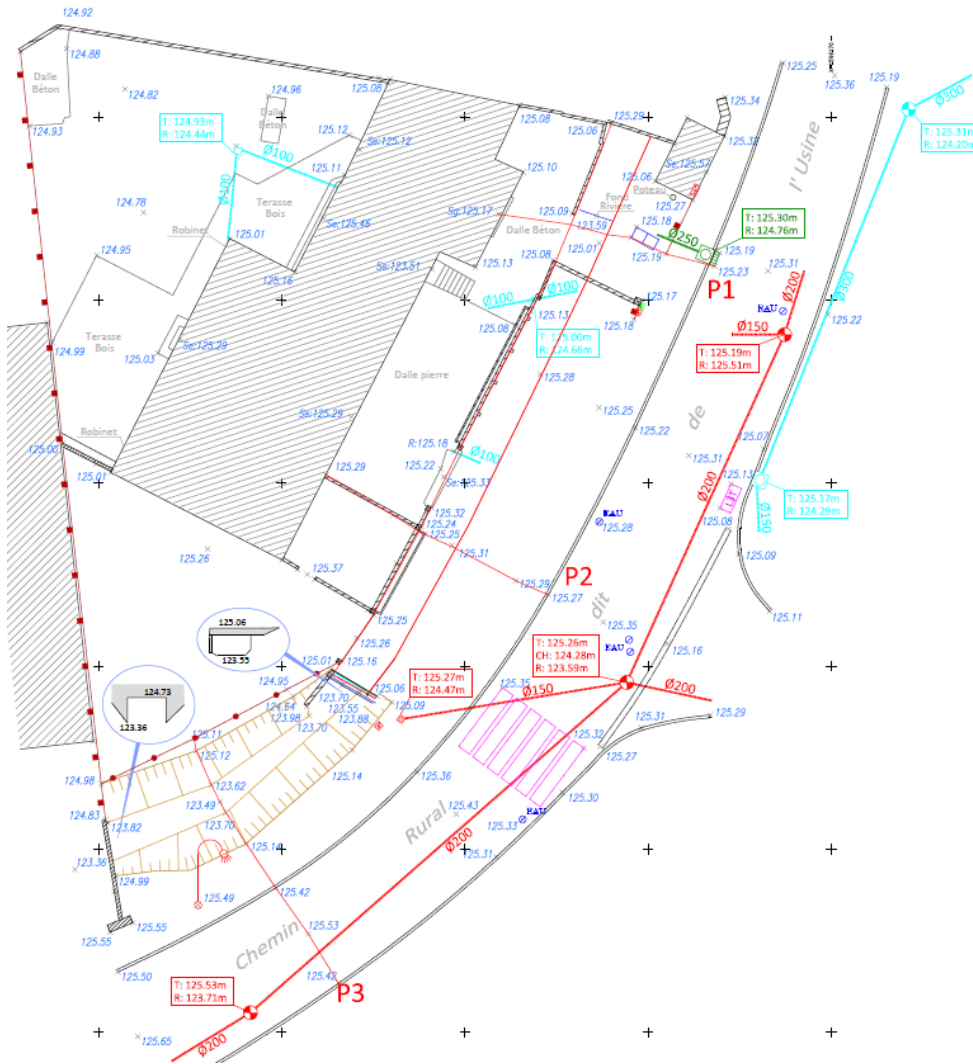 124.92
124.88
Dalle
Béton
124.82
124.93
T: 124.93m
R: 124.44m
Ø100
Ø100
124.96
Dalle
Béton
125.08
125.12
Se:125.12
125.11
124.78
Terasse
Bois
Se:125.46
Robinet
125.01
125.16
124.95
Terasse
Bois
124.99
125.03
Se:125.29
Robinet
125.00
125.01
125.08
125.06
125.29
125.10
125.09
Sg:125.17
Dalle Béton
125.06
Fond
Rivière
123.59
125.01
Poteau
125.27
125.18
125.19
Se:125.57
125.34
125.33
125.25
125.36
125.19
l' Usine
Ø300
T: 125.31m
R: 124.20m
Ø250
T: 125.30m
R: 124.76m
125.19
125.23
P1
125.31
Ø200
EAU
Ø150
T: 125.19m
R: 125.51m
Ø300
125.22
Se:123.51
125.13
125.08
Ø100
Ø100
125.13
125.08
T: 125.00m
R: 124.66m
125.17
125.18
Dalle pierre
125.28
125.25
125.22
de
Se:125.29
R:125.18
Ø100
125.22
Se:125.33
125.29
125.32
125.24
125.25
125.31
125.31
Ø200
125.07
125.13
L3T
125.08
T: 125.17m
R: 124.29m
Ø150
125.09
125.11
EAU
125.28
125.29
125.27
P2
125.26
125.37
125.25
125.26
dit
125.35
EAU
125.16
125.06
123.55
125.01
125.16
T: 125.27m
R: 124.47m
T: 125.26m
CH: 124.28m
R: 123.59m
Ø150
Ø200
124.73
123.36
124.95
124.64
123.98
123.70
123.70
123.55
123.88
125.06
125.09
125.35
125.31
125.29
125.32
125.27
125.11
125.12
125.14
125.36
125.30
124.98
124.83
123.82
123.62
123.49
123.70
125.43
Rural
125.33
EAU
Ø200
125.31
123.36
124.99
125.14
125.49
125.42
125.55
125.55
125.53
Chemin
125.50
125.42
P3
T: 125.53m
R: 123.71m
Ø200
125.65